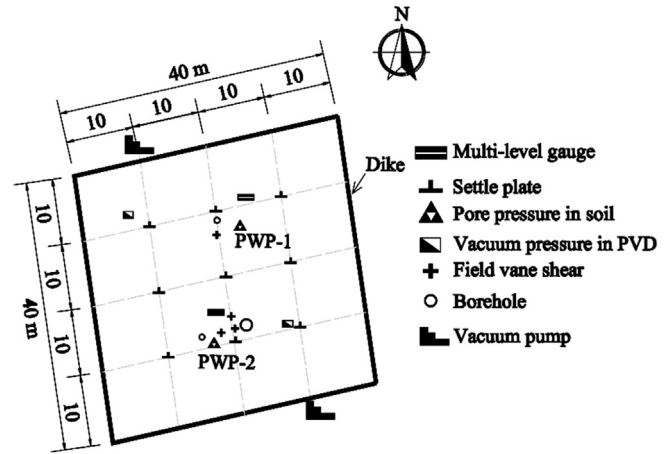 N
40 m
10
10
10
10
10
10
10
10
40 m
Dike
PWP-1
PWP-2
Multi-level gauge
Settle plate
Pore pressure in soil
Vacuum pressure in PVD
Field vane shear
Borehole
Vacuum pump